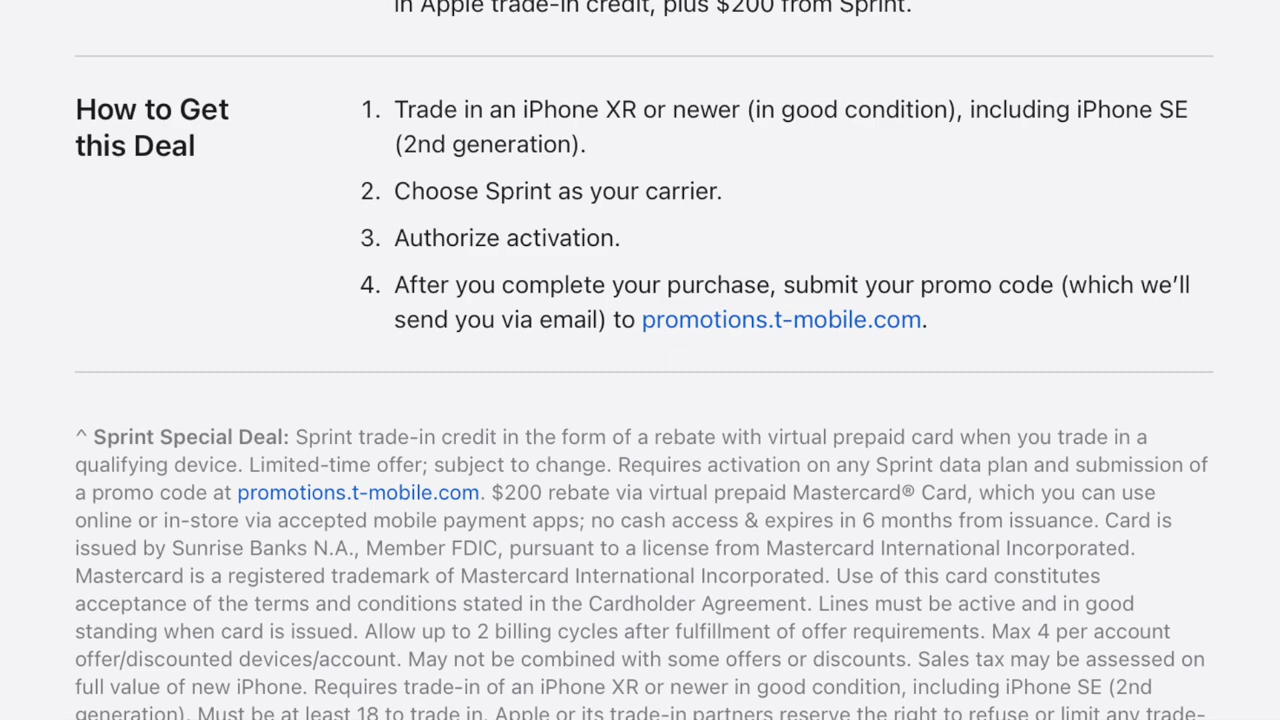 in Apple trade-in credit, plus $200 from Sprint.
How to Get
this Deal
1. Trade in an iPhone XR or newer (in good condition), including iPhone SE
(2nd generation).
2. Choose Sprint as your carrier.
3. Authorize activation.
4. After you complete your purchase, submit your promo code (which we’ll
send you via email) to promotions.t-mobile.com.
^ Sprint Special Deal: Sprint trade-in credit in the form of a rebate with virtual prepaid card when you trade in a
qualifying device. Limited-time offer; subject to change. Requires activation on any Sprint data plan and submission of
a promo code at promotions.t-mobile.com. $200 rebate via virtual prepaid Mastercard® Card, which you can use
online or in-store via accepted mobile payment apps; no cash access & expires in 6 months from issuance. Card is
issued by Sunrise Banks N.A., Member FDIC, pursuant to a license from Mastercard International Incorporated.
Mastercard is a registered trademark of Mastercard International Incorporated. Use of this card constitutes
acceptance of the terms and conditions stated in the Cardholder Agreement. Lines must be active and in good
standing when card is issued. Allow up to 2 billing cycles after fulfillment of offer requirements. Max 4 per account
offer/discounted devices/account. May not be combined with some offers or discounts. Sales tax may be assessed on
full value of new iPhone. Requires trade-in of an iPhone XR or newer in good condition, including iPhone SE (2nd
generation). Must be at least 18 to trade in. Apple or its trade-in partners reserve the right to refuse or limit any trade-